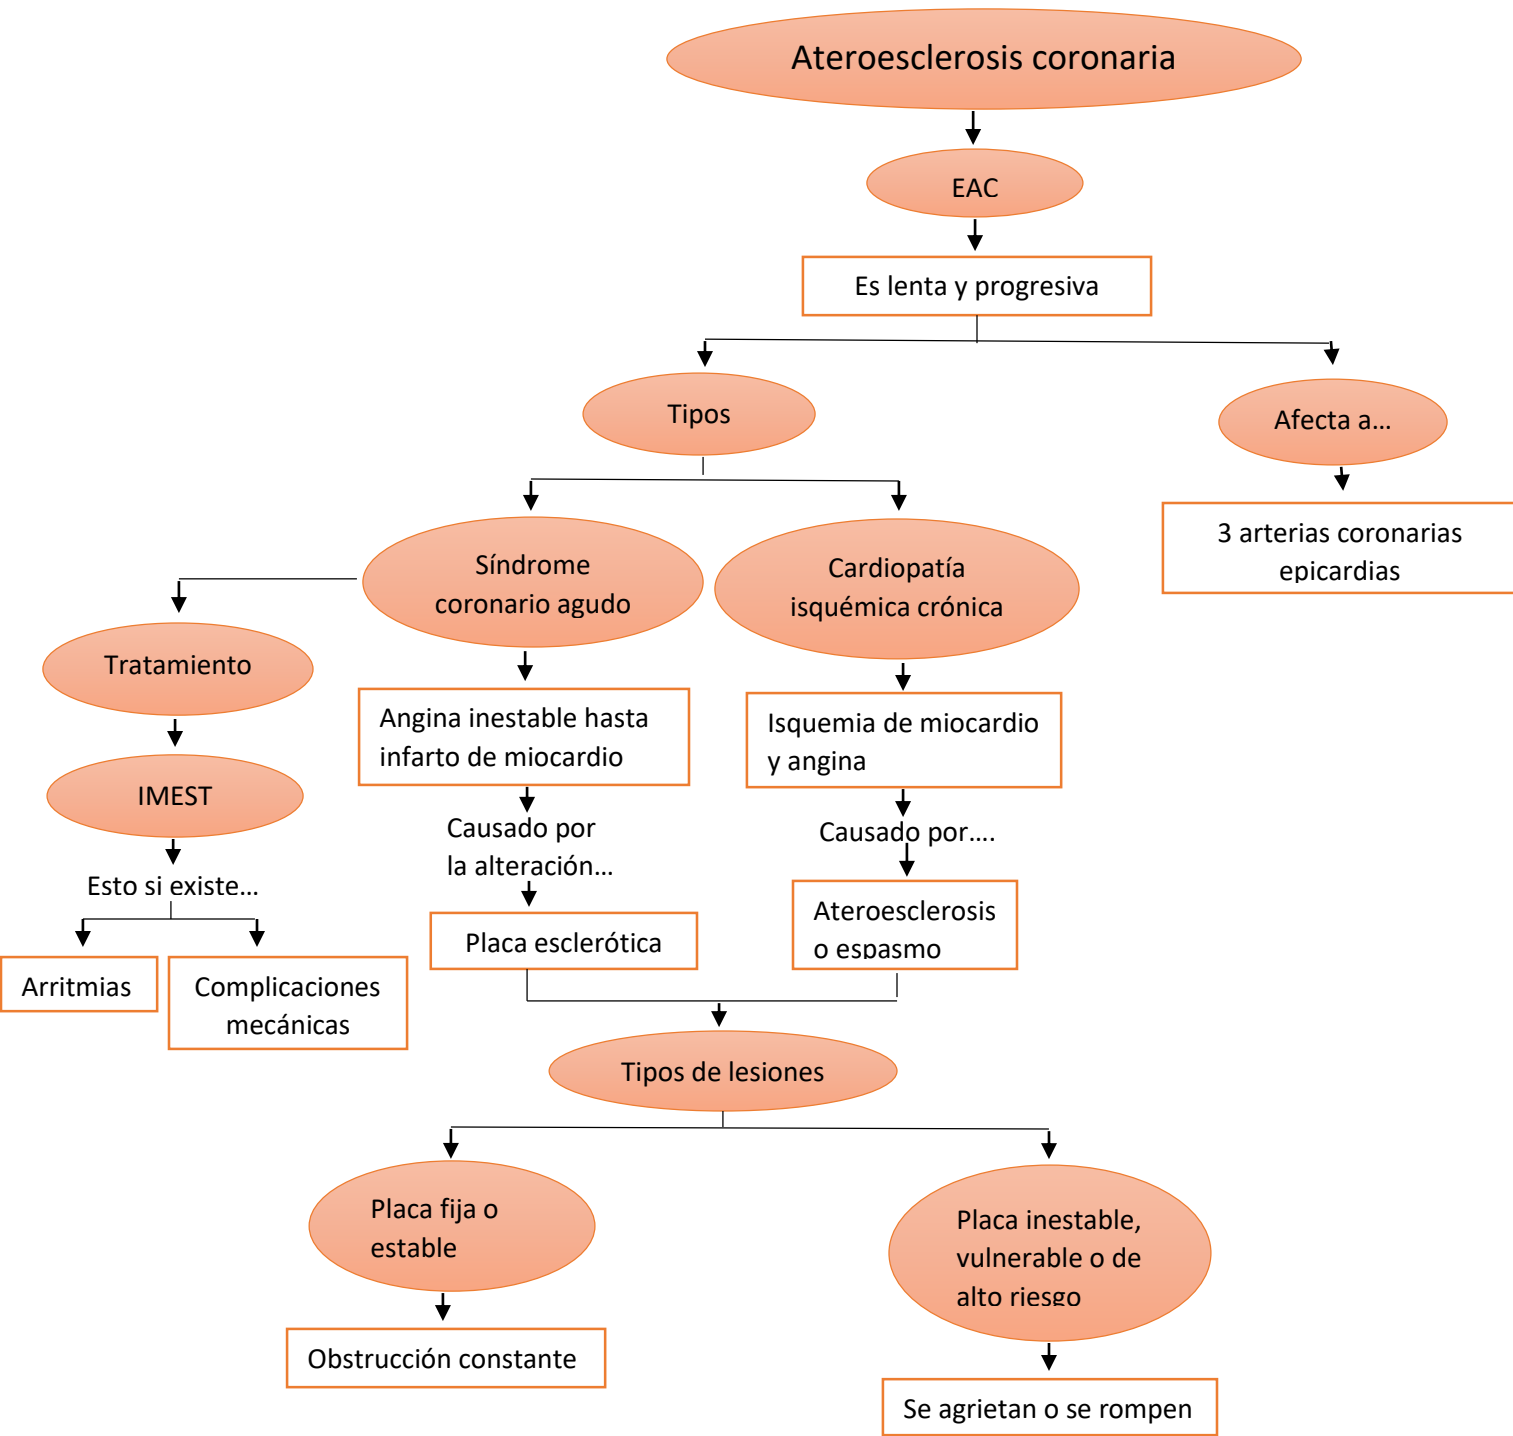 Ateroesclerosis coronaria
EAC
Es lenta y progresiva
Tipos
Afecta a...
3 arterias coronarias
epicardias
Síndrome
coronario agudo
Cardiopatía
isquémica crónica
Tratamiento
Angina inestable hasta
infarto de miocardio
Isquemia de miocardio
y angina
IMEST
Causado por
la alteración...
Causado por....
Esto si existe...
Placa esclerótica
Ateroesclerosis
o espasmo
Arritmias
Complicaciones
mecánicas
Tipos de lesiones
Placa fija o
estable
Placa inestable,
vulnerable o de
alto riesgo
Obstrucción constante
Se agrietan o se rompen